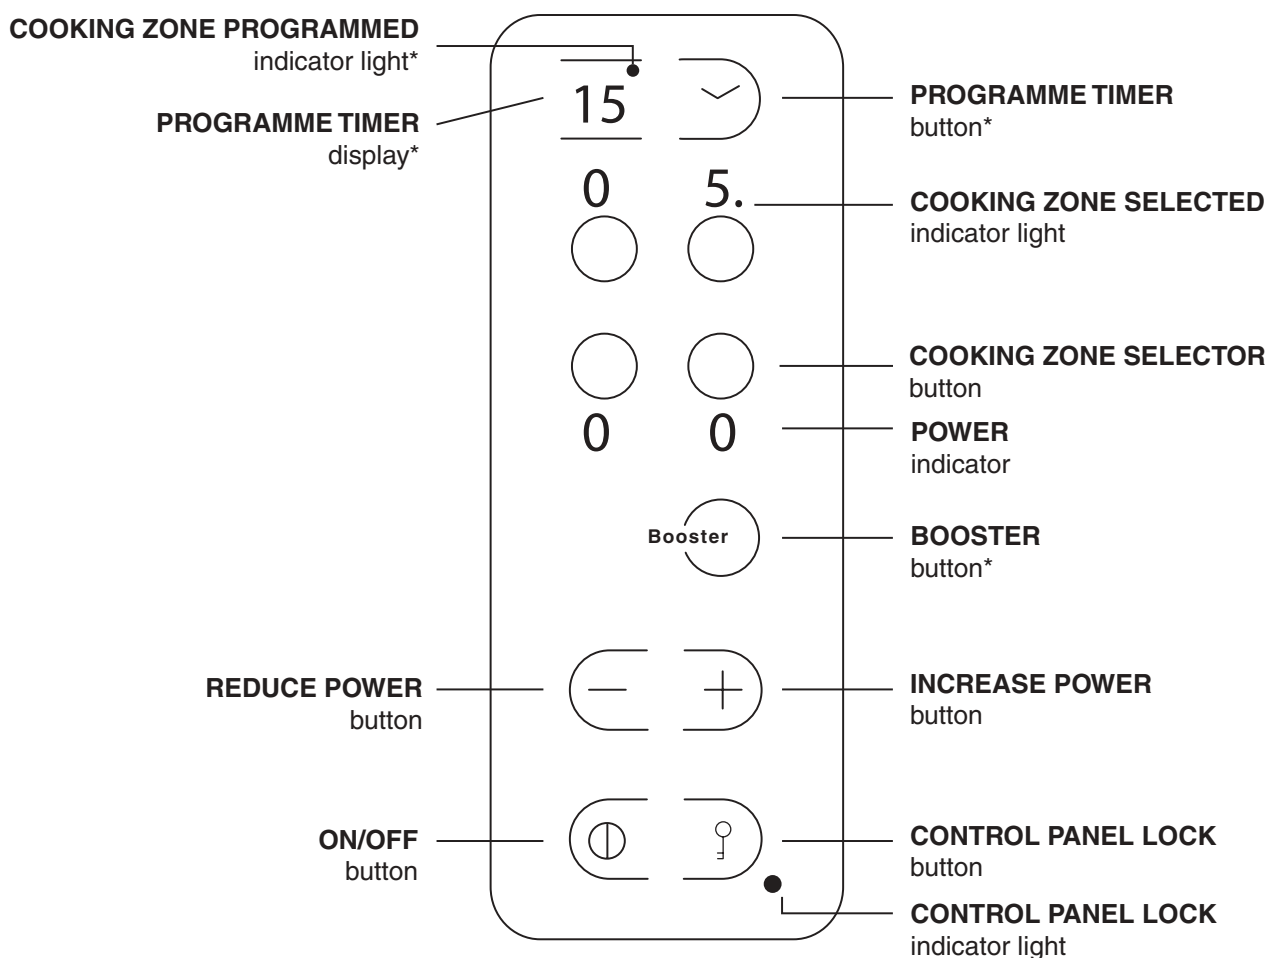 COOKING ZONE PROGRAMMED
indicator light*
PROGRAMME TIMER
display*
15
PROGRAMME TIMER
button*
0 5.
COOKING ZONE SELECTED
indicator light
COOKING ZONE SELECTOR
button
0 0
POWER
indicator
Booster
BOOSTER
button*
REDUCE POWER
button
INCREASE POWER
button
ON/OFF
button
CONTROL PANEL LOCK
button
CONTROL PANEL LOCK
indicator light